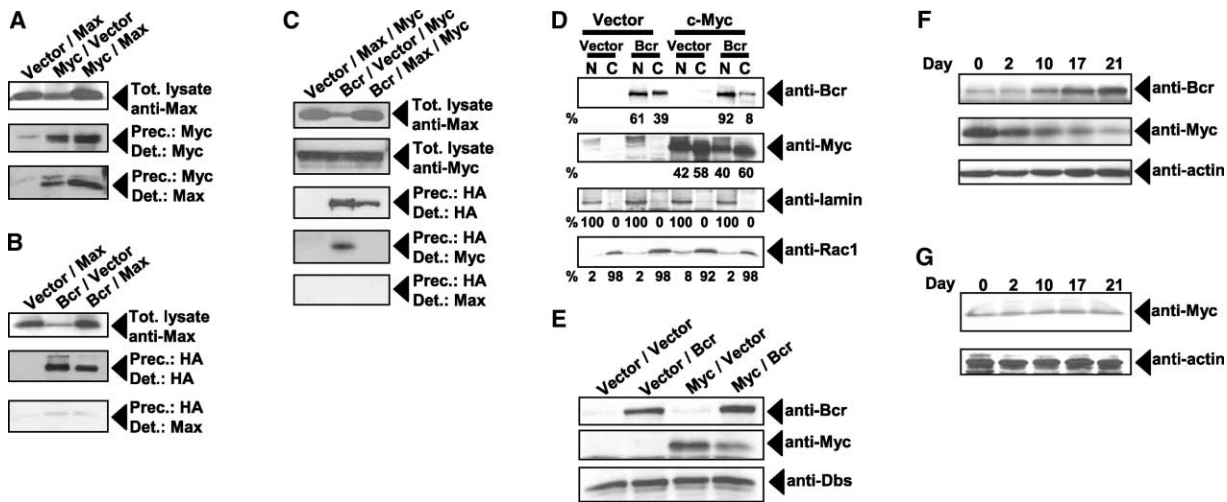 A
Vector / Max
Myc / Vector
Myc / Max
Tot. lysate
anti-Max
Prec.: Myc
Det.: Myc
Prec.: Myc
Det.: Max
B
Vector / Max
Bcr / Vector
Bcr / Max
Tot. lysate
anti-Max
Prec.: HA
Det.: HA
Prec.: HA
Det.: Max
C
Vector / Max / Myc
Bcr / Vector / Myc
Bcr / Max / Myc
Tot. lysate
anti-Max
Tot. lysate
anti-Myc
Prec.: HA
Det.: HA
Prec.: HA
Det.: Myc
Prec.: HA
Det.: Max
D
Vector c-Myc
Vector Bcr Vector Bcr
N C N C N C N C
anti-Bcr
% 61 39 92 8
anti-Myc
% 42 58 40 60
anti-lamin
% 100 0 100 0 100 0 100 0
anti-Rac1
% 2 98 2 98 8 92 2 98
E
Vector / Vector
Vector / Bcr
Myc / Vector
Myc / Bcr
anti-Bcr
anti-Myc
anti-Dbs
F
Day 0 2 10 17 21
anti-Bcr
anti-Myc
anti-actin
G
Day 0 2 10 17 21
anti-Myc
anti-actin